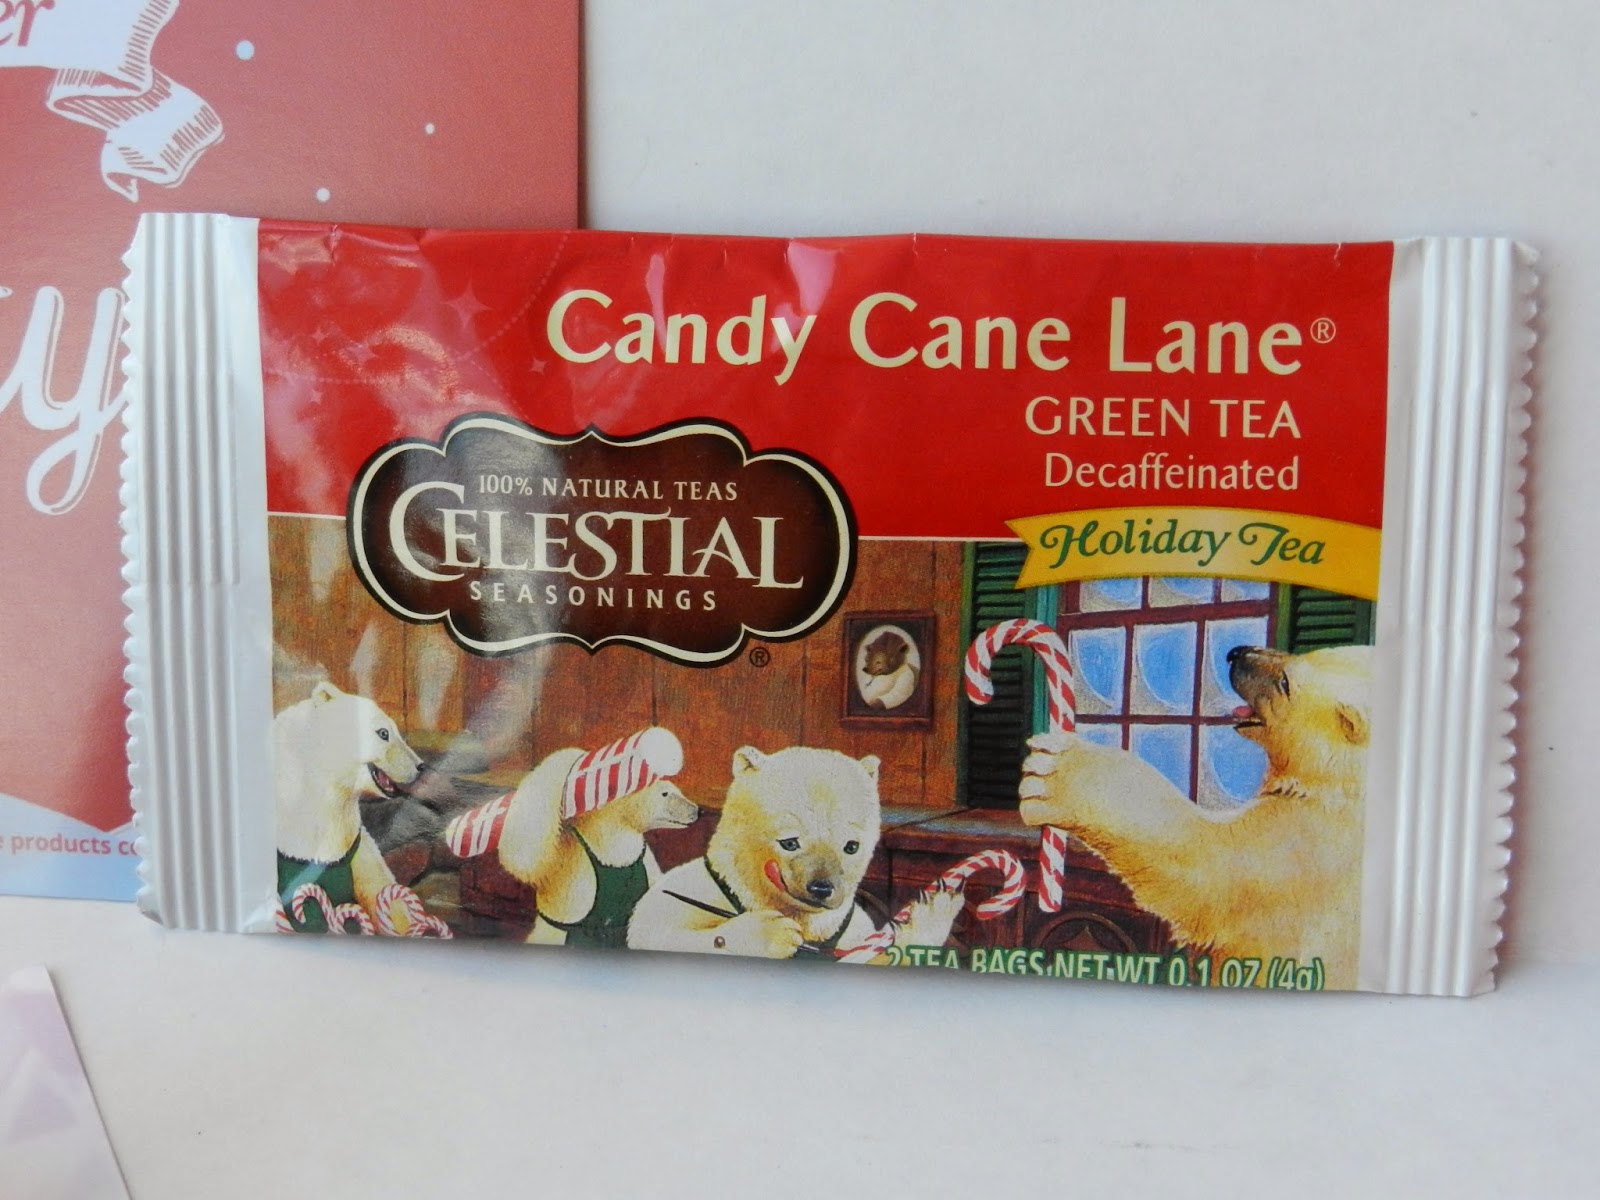 er
y
e products co
Candy Cane Lane®
GREEN TEA
Decaffeinated
Holiday Tea
100% NATURAL TEAS
CELESTIAL
SEASONINGS
®
2 TEA BAGS NET WT 0.1 OZ (4g)